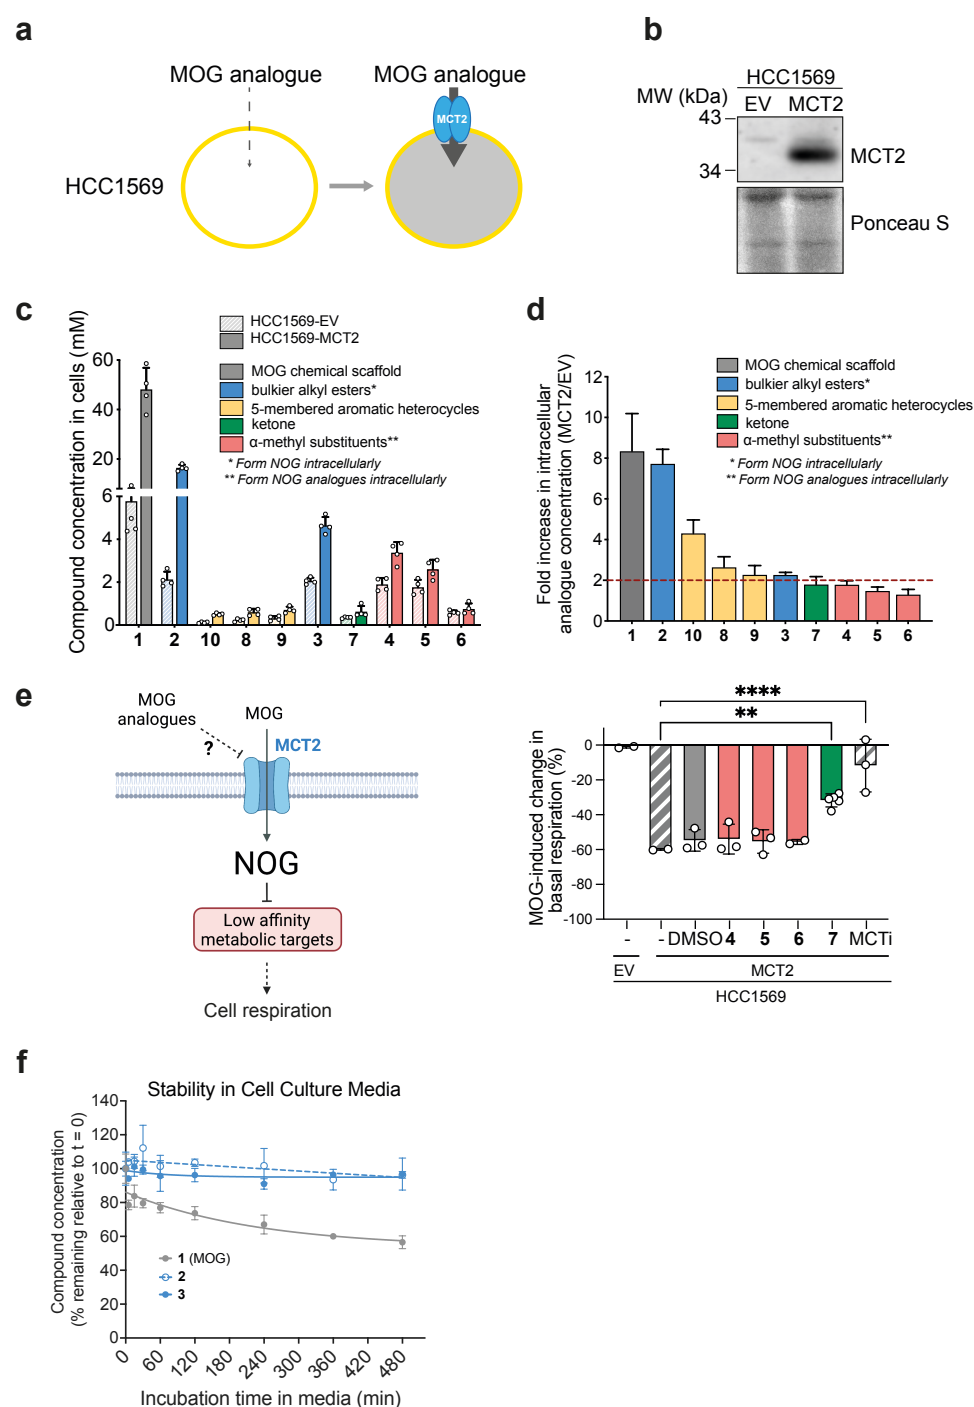 a
MOG analogue
MOG analogue
MCT2
HCC1569
b
HCC1569
MW (kDa)
EV MCT2
43
34
MCT2
Ponceau S
c
HCC1569-EV
HCC1569-MCT2
MOG chemical scaffold
bulkier alkyl esters*
5-membered aromatic heterocycles
ketone
α-methyl substituents**
* Form NOG intracellularly
** Form NOG analogues intracellularly
Compound concentration in cells (mM)
60
40
20
6
4
2
0
1 2 10 8 9 3 7 4 5 6
d
MOG chemical scaffold
bulkier alkyl esters*
5-membered aromatic heterocycles
ketone
α-methyl substituents**
* Form NOG intracellularly
** Form NOG analogues intracellularly
Fold increase in intracellular
analogue concentration (MCT2/EV)
12
10
8
6
4
2
0
1 2 10 8 9 3 7 4 5 6
e
MOG
analogues
MOG
?
MCT2
NOG
Low affinity
metabolic targets
Cell respiration
****
**
MOG-induced change in
basal respiration (%)
0
-20
-40
-60
-80
-100
- - DMSO 4 5 6 7 MCTi
EV MCT2
HCC1569
f
Stability in Cell Culture Media
Compound concentration
(% remaining relative to t = 0)
140
120
100
80
60
40
20
0
1 (MOG)
2
3
0 60 120 180 240 300 360 420 480
Incubation time in media (min)